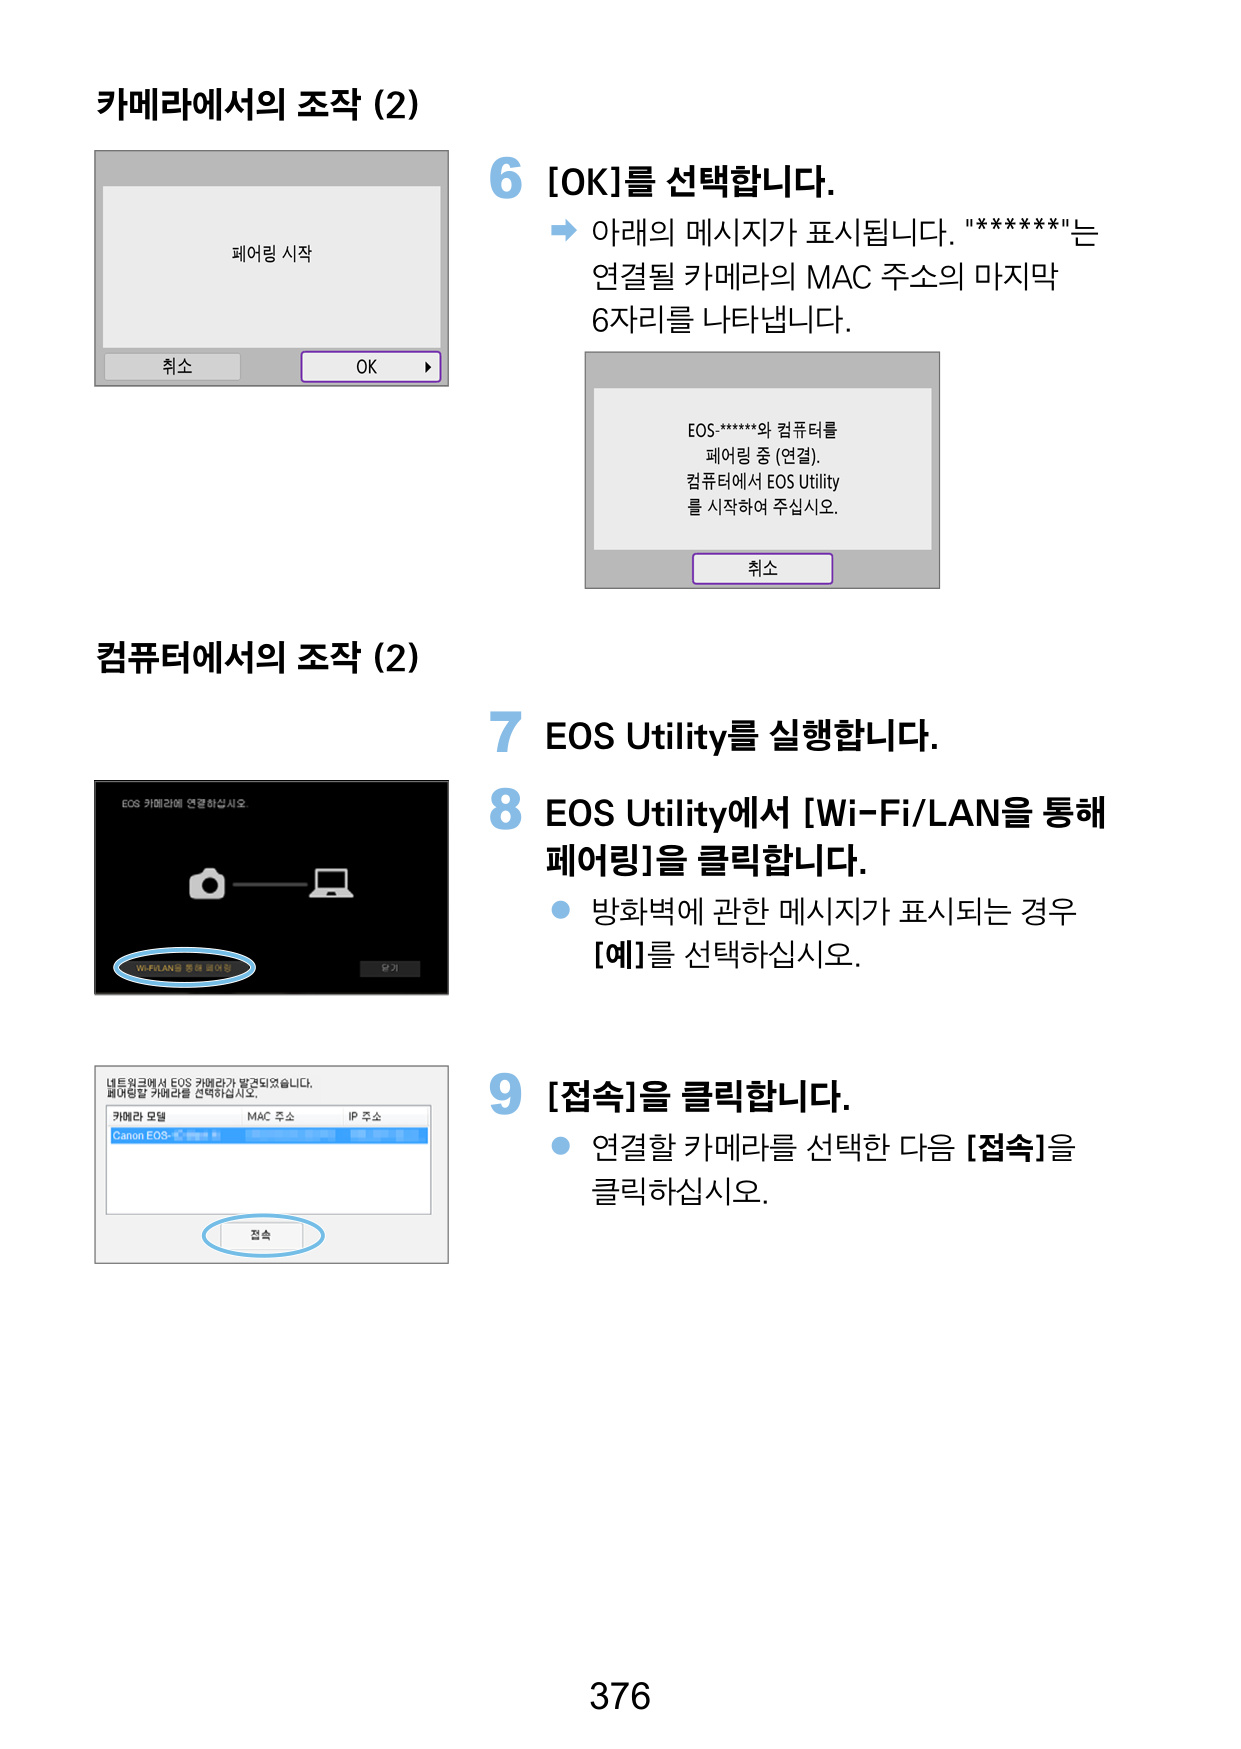 카메라에서의 조작 (2)
페어링 시작
취소
OK
6 [OK]를 선택합니다.
아래의 메시지가 표시됩니다. "******"는
연결될 카메라의 MAC 주소의 마지막
6자리를 나타냅니다.
EOS-******와 컴퓨터를
페어링 중 (연결).
컴퓨터에서 EOS Utility
를 시작하여 주십시오.
취소
컴퓨터에서의 조작 (2)
7 EOS Utility를 실행합니다.
EOS 카메라에 연결하십시오.
Wi-Fi/LAN을 통해 페어링
닫기
8 EOS Utility에서 [Wi-Fi/LAN을 통해
페어링]을 클릭합니다.
● 방화벽에 관한 메시지가 표시되는 경우
[예]를 선택하십시오.
네트워크에서 EOS 카메라가 발견되었습니다.
페어링할 카메라를 선택하십시오.
카메라 모델 MAC 주소 IP 주소
Canon EOS-
접속
9 [접속]을 클릭합니다.
● 연결할 카메라를 선택한 다음 [접속]을
클릭하십시오.
376